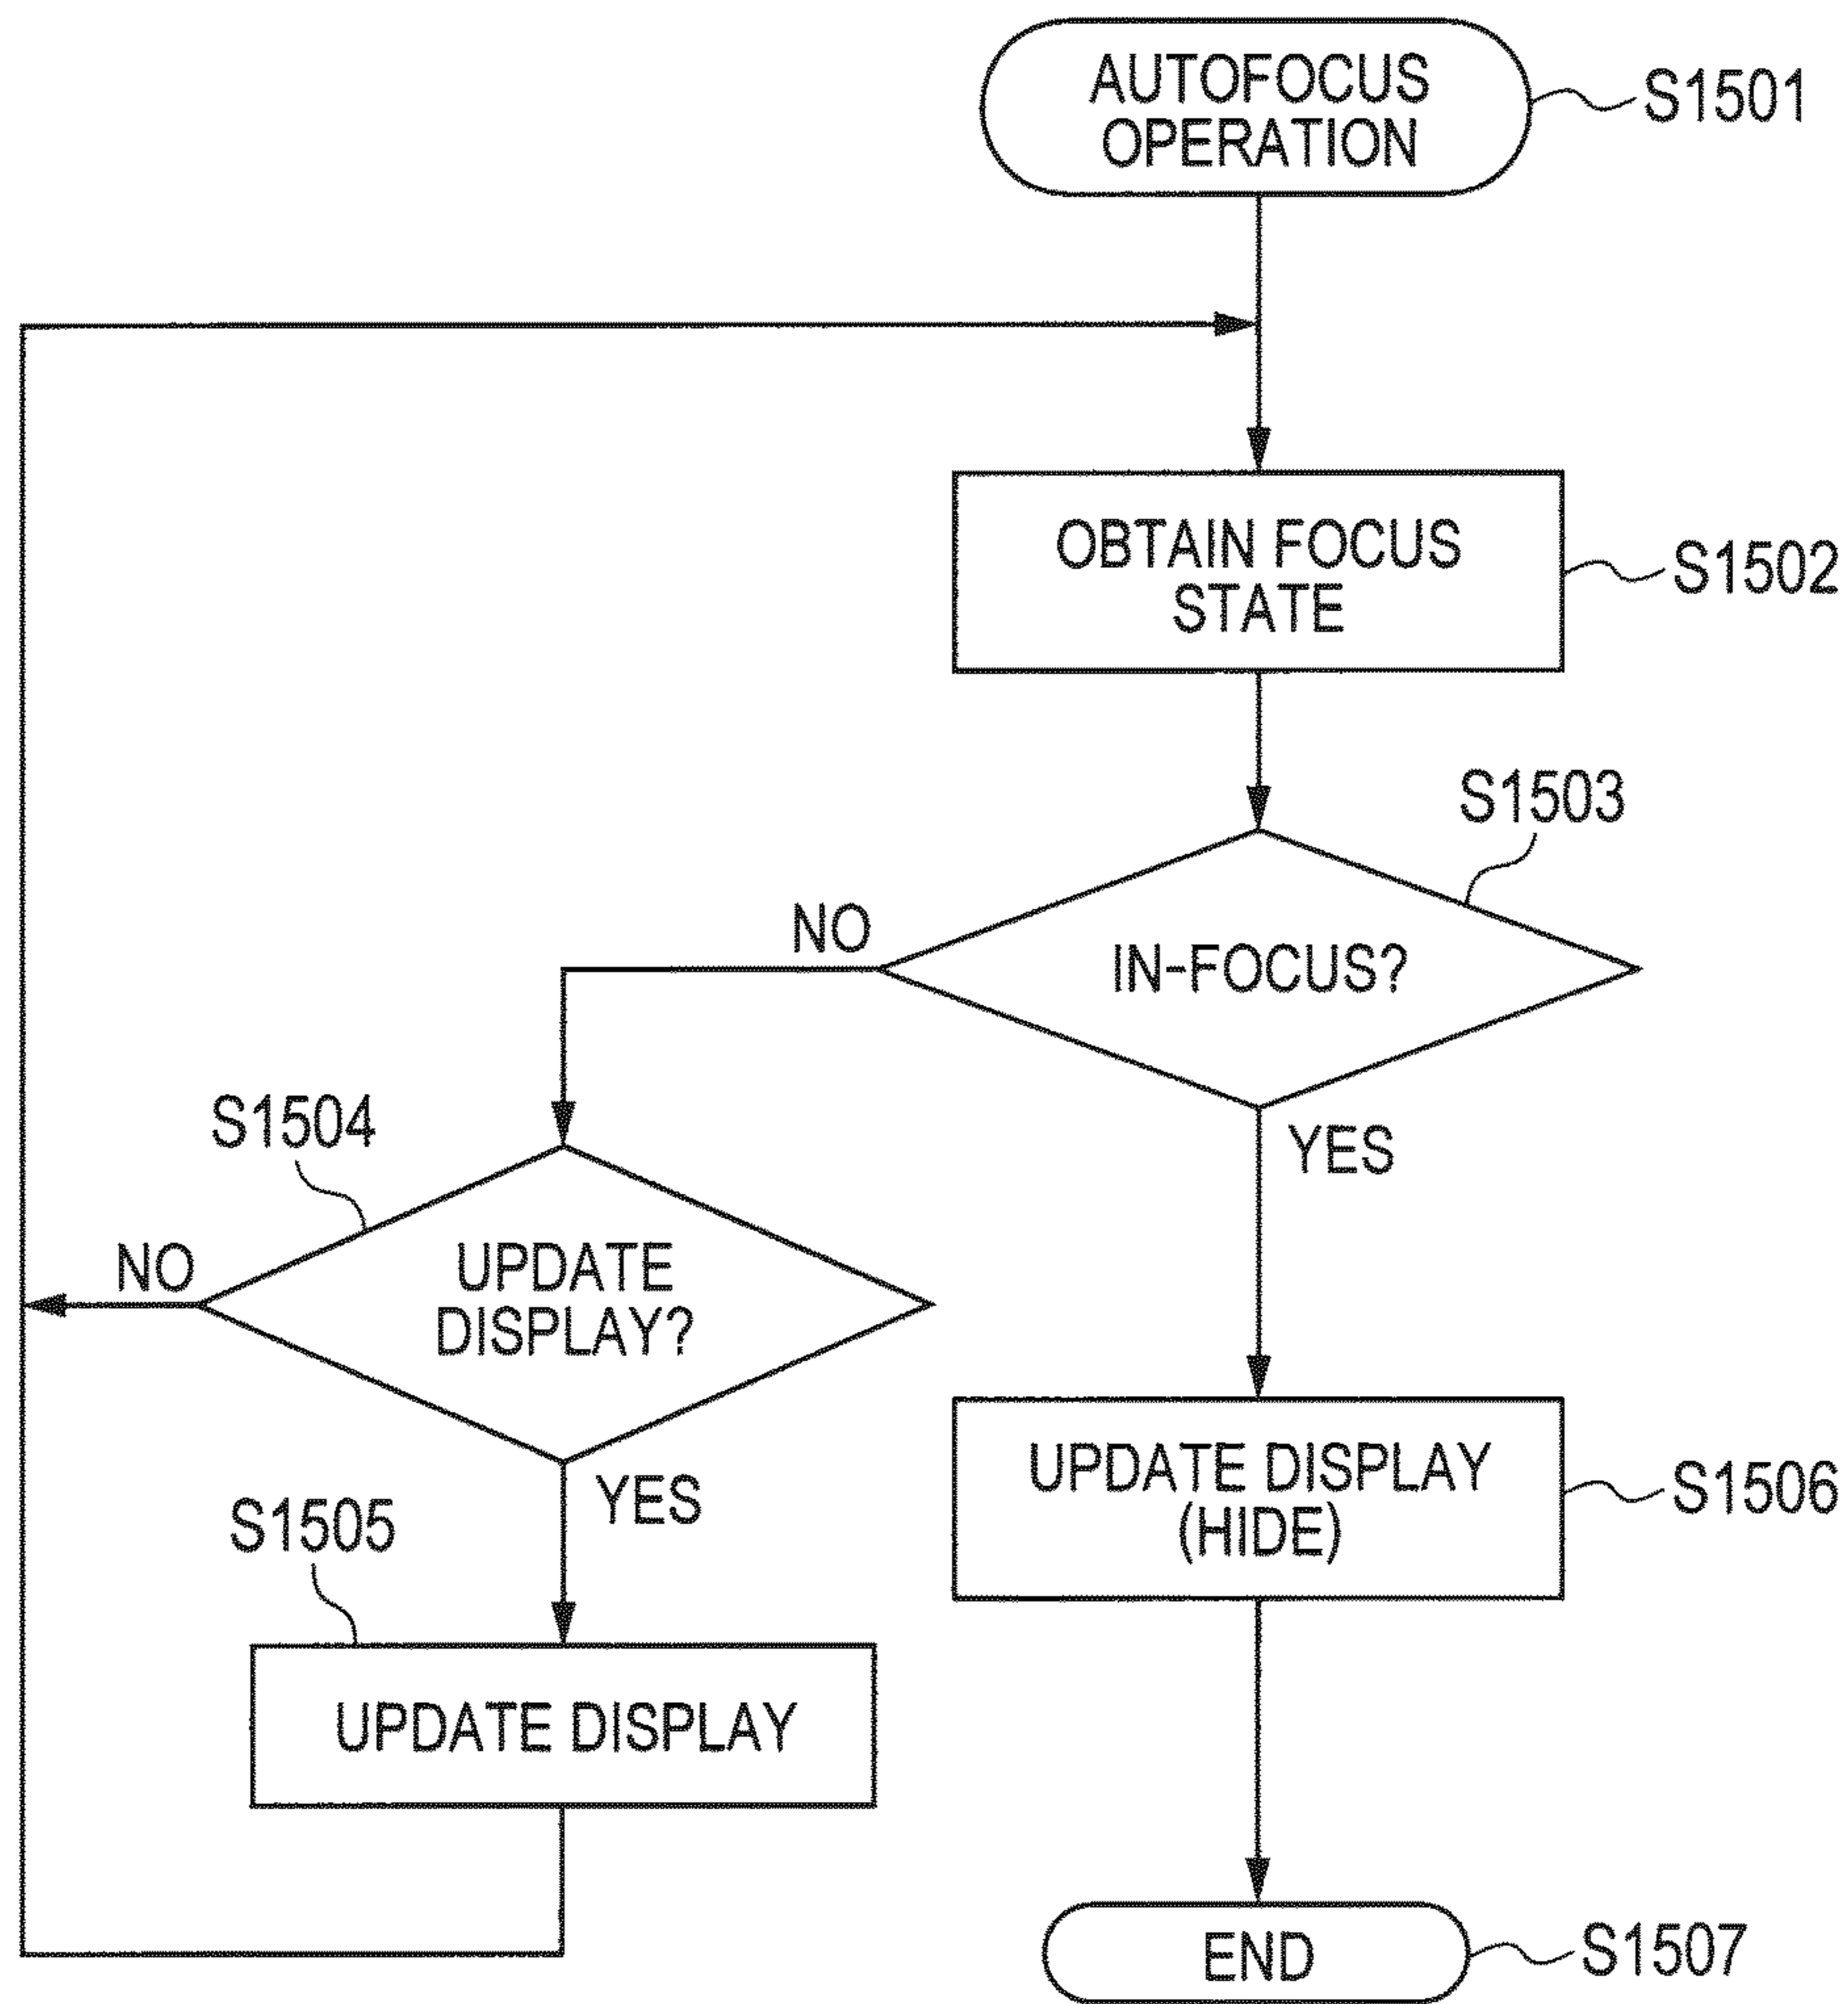 AUTOFOCUS
OPERATION
S1501
OBTAIN FOCUS
STATE
S1502
S1503
NO
IN-FOCUS?
YES
S1504
NO
UPDATE
DISPLAY?
YES
S1505
UPDATE DISPLAY
UPDATE DISPLAY
(HIDE)
S1506
END
S1507